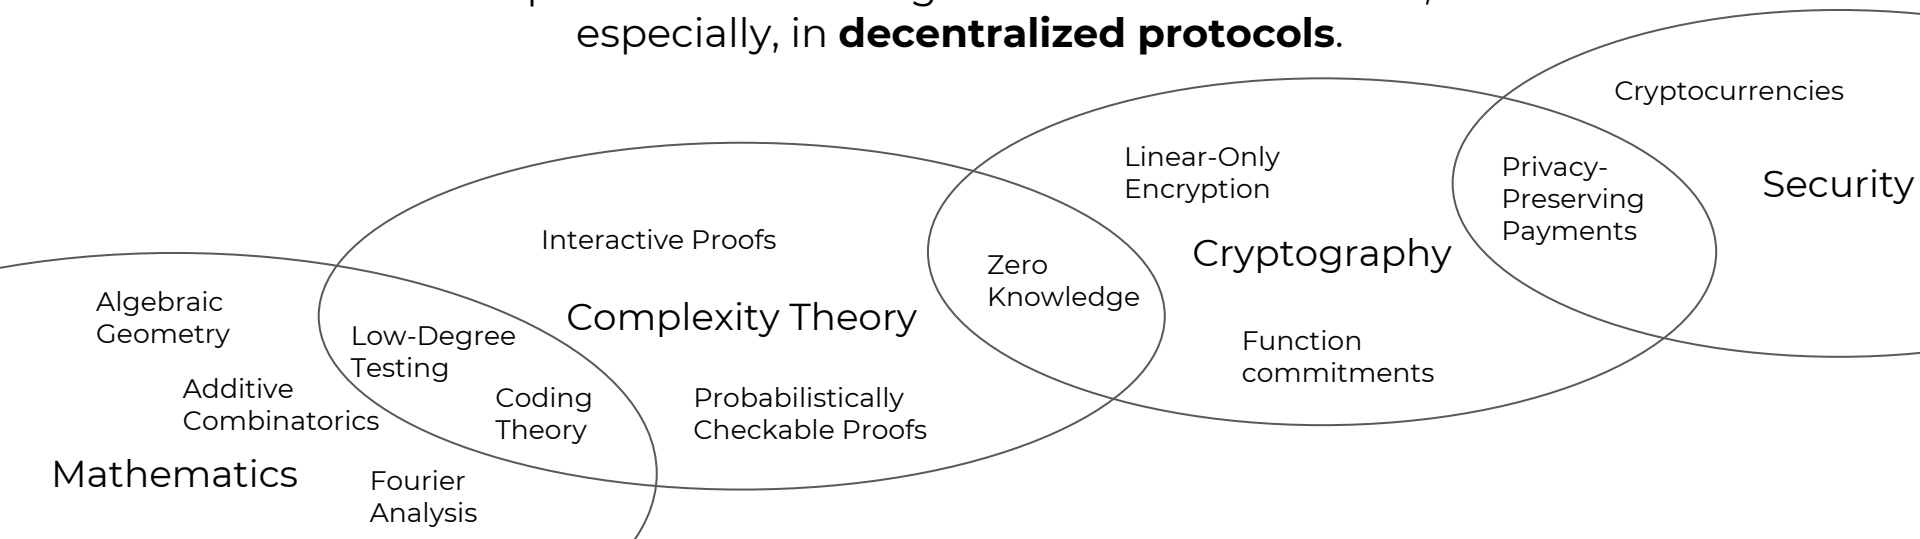 especially, in decentralized protocols.
Cryptocurrencies
Linear-Only
Encryption
Privacy-
Preserving
Payments
Security
Interactive Proofs
Cryptography
Zero
Knowledge
Algebraic
Geometry
Complexity Theory
Low-Degree
Testing
Function
commitments
Additive
Combinatorics
Coding
Theory
Probabilistically
Checkable Proofs
Mathematics
Fourier
Analysis